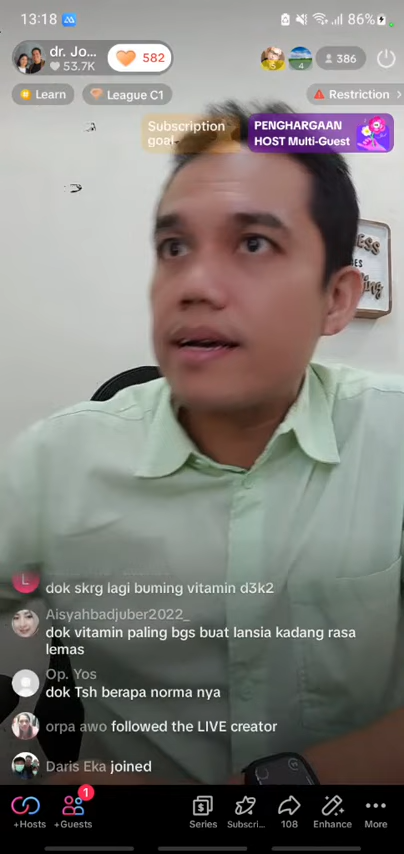 13:18
86%
dr. Jo...
53.7K
582
4
386
Learn
League C1
Restriction
Subscription
goal
PENGHARGAAN
HOST Multi-Guest
dok skrg lagi buming vitamin d3k2
Aisyahbadjuber2022_
dok vitamin paling bgs buat lansia kadang rasa
lemas
Op. Yos
dok Tsh berapa norma nya
orpa awo followed the LIVE creator
Daris Eka joined
1
+Hosts
+Guests
Series
Subscri...
108
Enhance
More